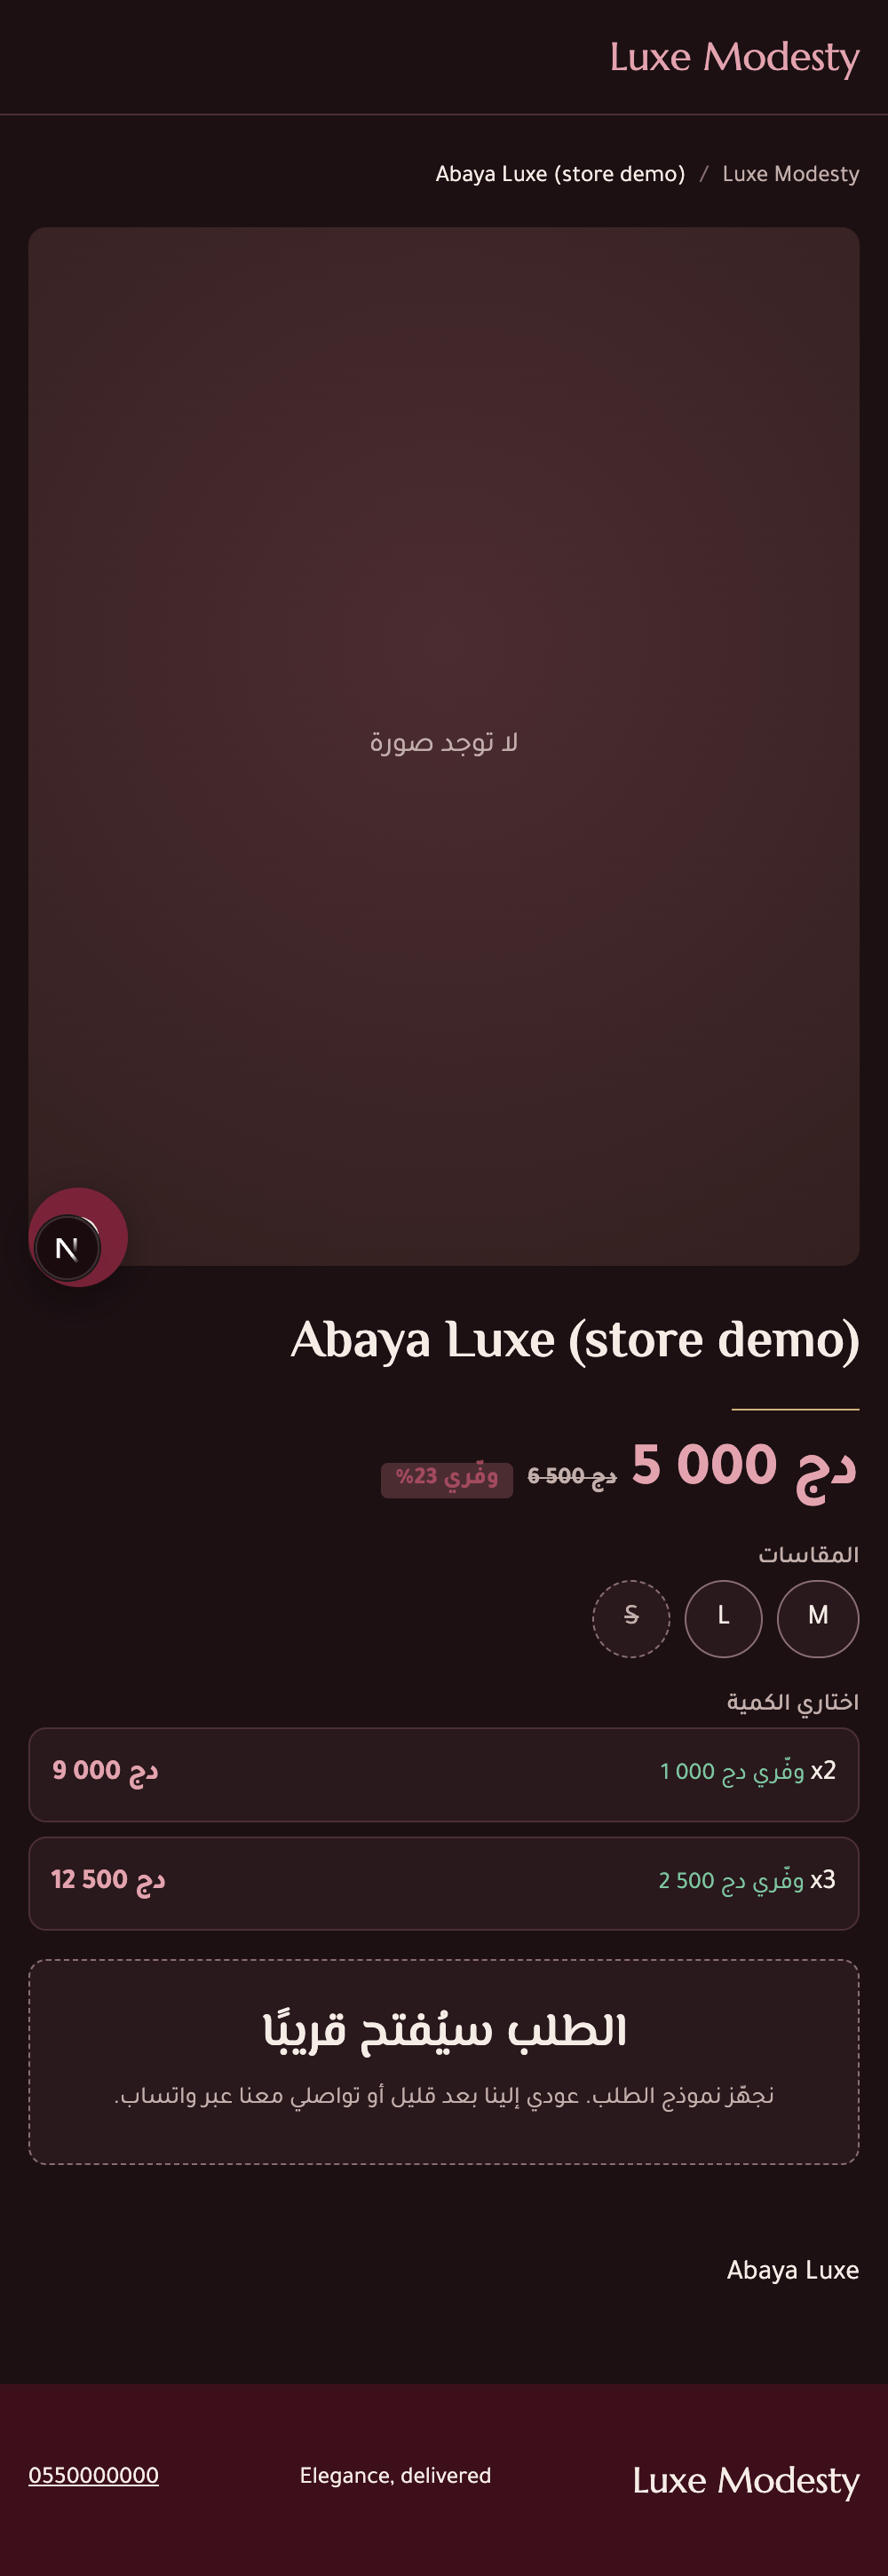 Luxe Modesty
Luxe Modesty / Abaya Luxe (store demo)
لا توجد صورة
N
Abaya Luxe (store demo)
دج 5 000 دج 6 500 وفّري 23%
المقاسات
M L S
اختاري الكمية
x2 وفّري دج 1 000 دج 9 000
x3 وفّري دج 2 500 دج 12 500
الطلب سيُفتح قريبًا
نجهّز نموذج الطلب. عودي إلينا بعد قليل أو تواصلي معنا عبر واتساب.
Abaya Luxe
Luxe Modesty Elegance, delivered 0550000000